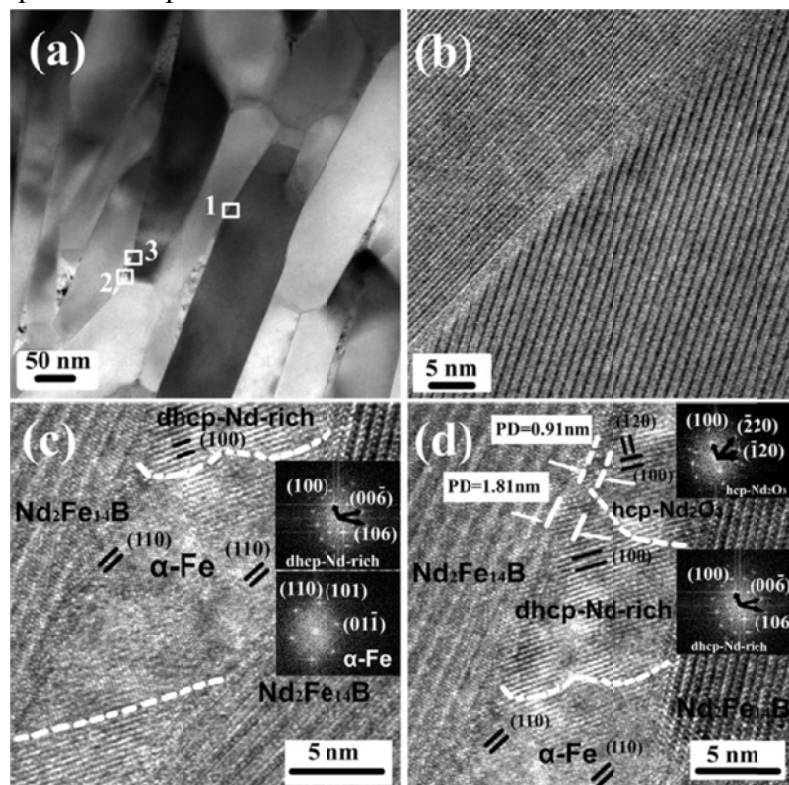 (a)
1
3
2
50 nm
(b)
5 nm
(c)
dhcp-Nd-rich
(100)
Nd₂Fe₁₄B
(110)
α-Fe
(110)
(100)
(006̄)
(106)
dhcp-Nd-rich
(110)
(101)
(011̄)
α-Fe
Nd₂Fe₁₄B
5 nm
(d)
PD=0.91nm
(120)
(100)
PD=1.81nm
hcp-Nd₂O₃
(100)
(2̄20)
(1̄20)
hcp-Nd₂O₃
Nd₂Fe₁₄B
(100)
dhcp-Nd-rich
(100)
(006̄)
(106
dhcp-Nd-rich
Nd₂Fe₁₄B
(110)
α-Fe
(110)
5 nm